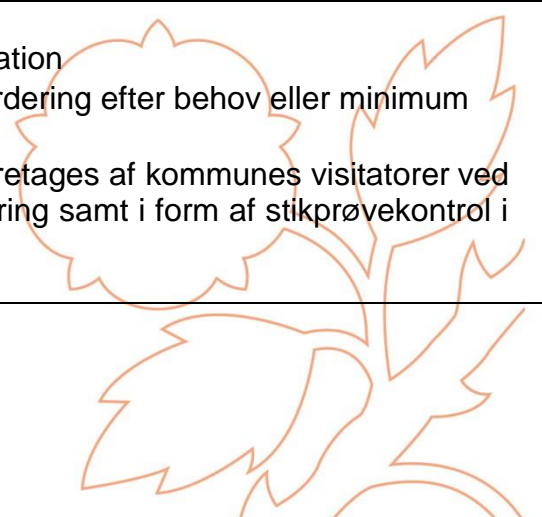 ation
rdering efter behov eller minimum
retages af kommunes visitatorer ved
ring samt i form af stikprøvekontrol i